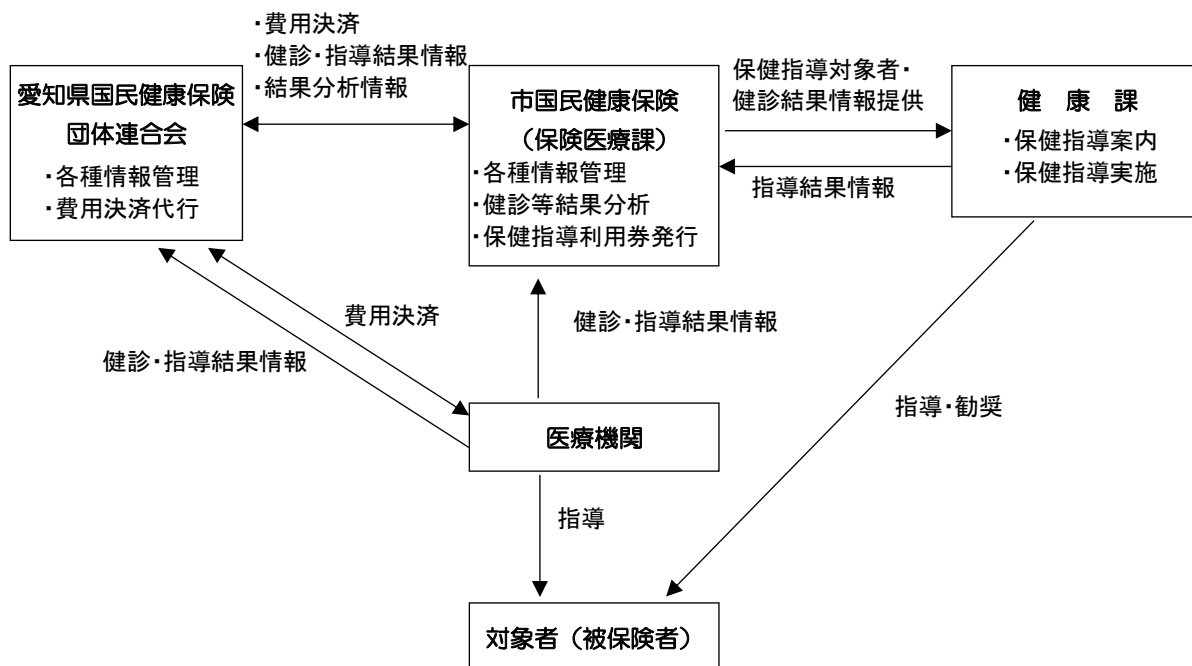 ・費用決済
・健診・指導結果情報
・結果分析情報
愛知県国民健康保険
団体連合会
・各種情報管理
・費用決済代行
市国民健康保険
（保険医療課）
・各種情報管理
・健診等結果分析
・保健指導利用券発行
保健指導対象者・
健診結果情報提供
指導結果情報
健　康　課
・保健指導案内
・保健指導実施
費用決済
健診・指導結果情報
健診・指導結果情報
指導・勧奨
医療機関
指導
対象者（被保険者）